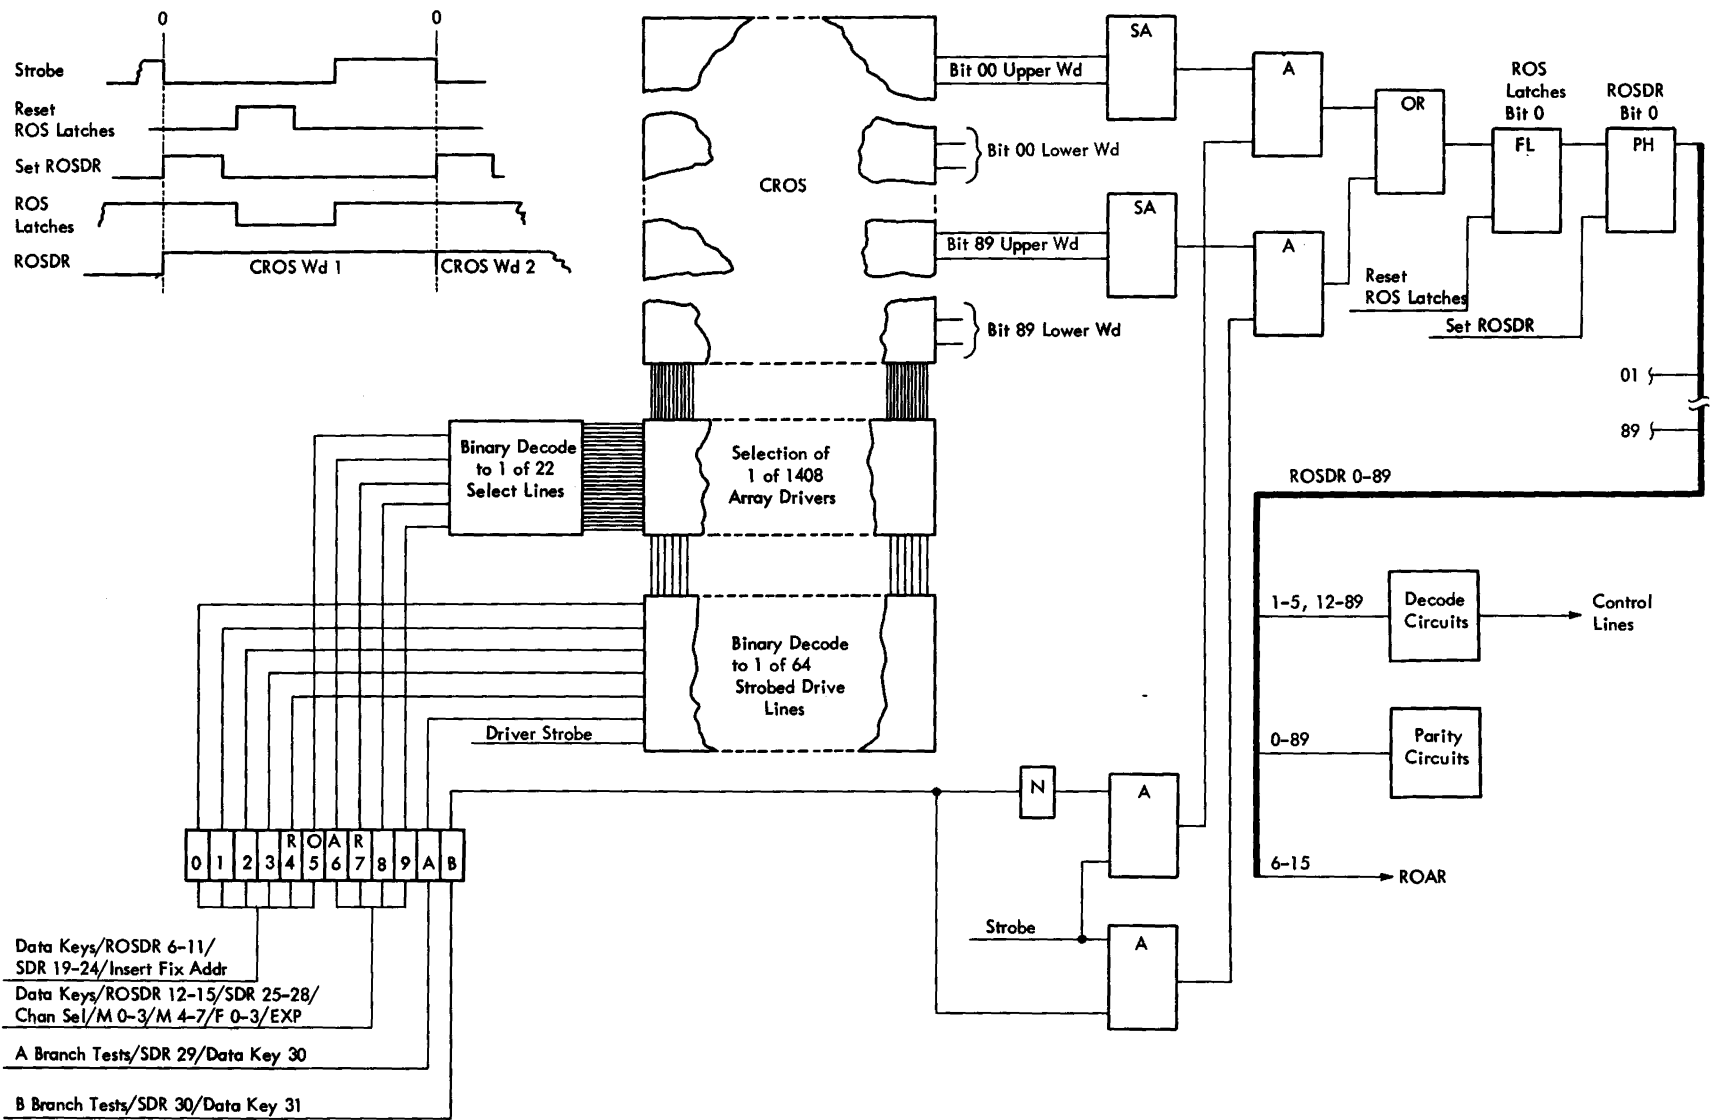 0
0
Strobe
Reset
ROS Latches
Set ROSDR
ROS
Latches
ROSDR
CROS Wd 1
CROS Wd 2
CROS
Bit 00 Upper Wd
Bit 00 Lower Wd
Bit 89 Upper Wd
Bit 89 Lower Wd
SA
SA
A
A
OR
ROS
Latches
Bit 0
FL
ROSDR
Bit 0
PH
Reset
ROS Latches
Set ROSDR
01
89
ROSDR 0-89
Binary Decode
to 1 of 22
Select Lines
Selection of
1 of 1408
Array Drivers
Binary Decode
to 1 of 64
Strobed Drive
Lines
Driver Strobe
1-5, 12-89
Decode
Circuits
Control
Lines
0-89
Parity
Circuits
6-15
ROAR
N
A
Strobe
A
R O A R
0 1 2 3 4 5 6 7 8 9 A B
Data Keys/ROSDR 6-11/
SDR 19-24/Insert Fix Addr
Data Keys/ROSDR 12-15/SDR 25-28/
Chan Sel/M 0-3/M 4-7/F 0-3/EXP
A Branch Tests/SDR 29/Data Key 30
B Branch Tests/SDR 30/Data Key 31